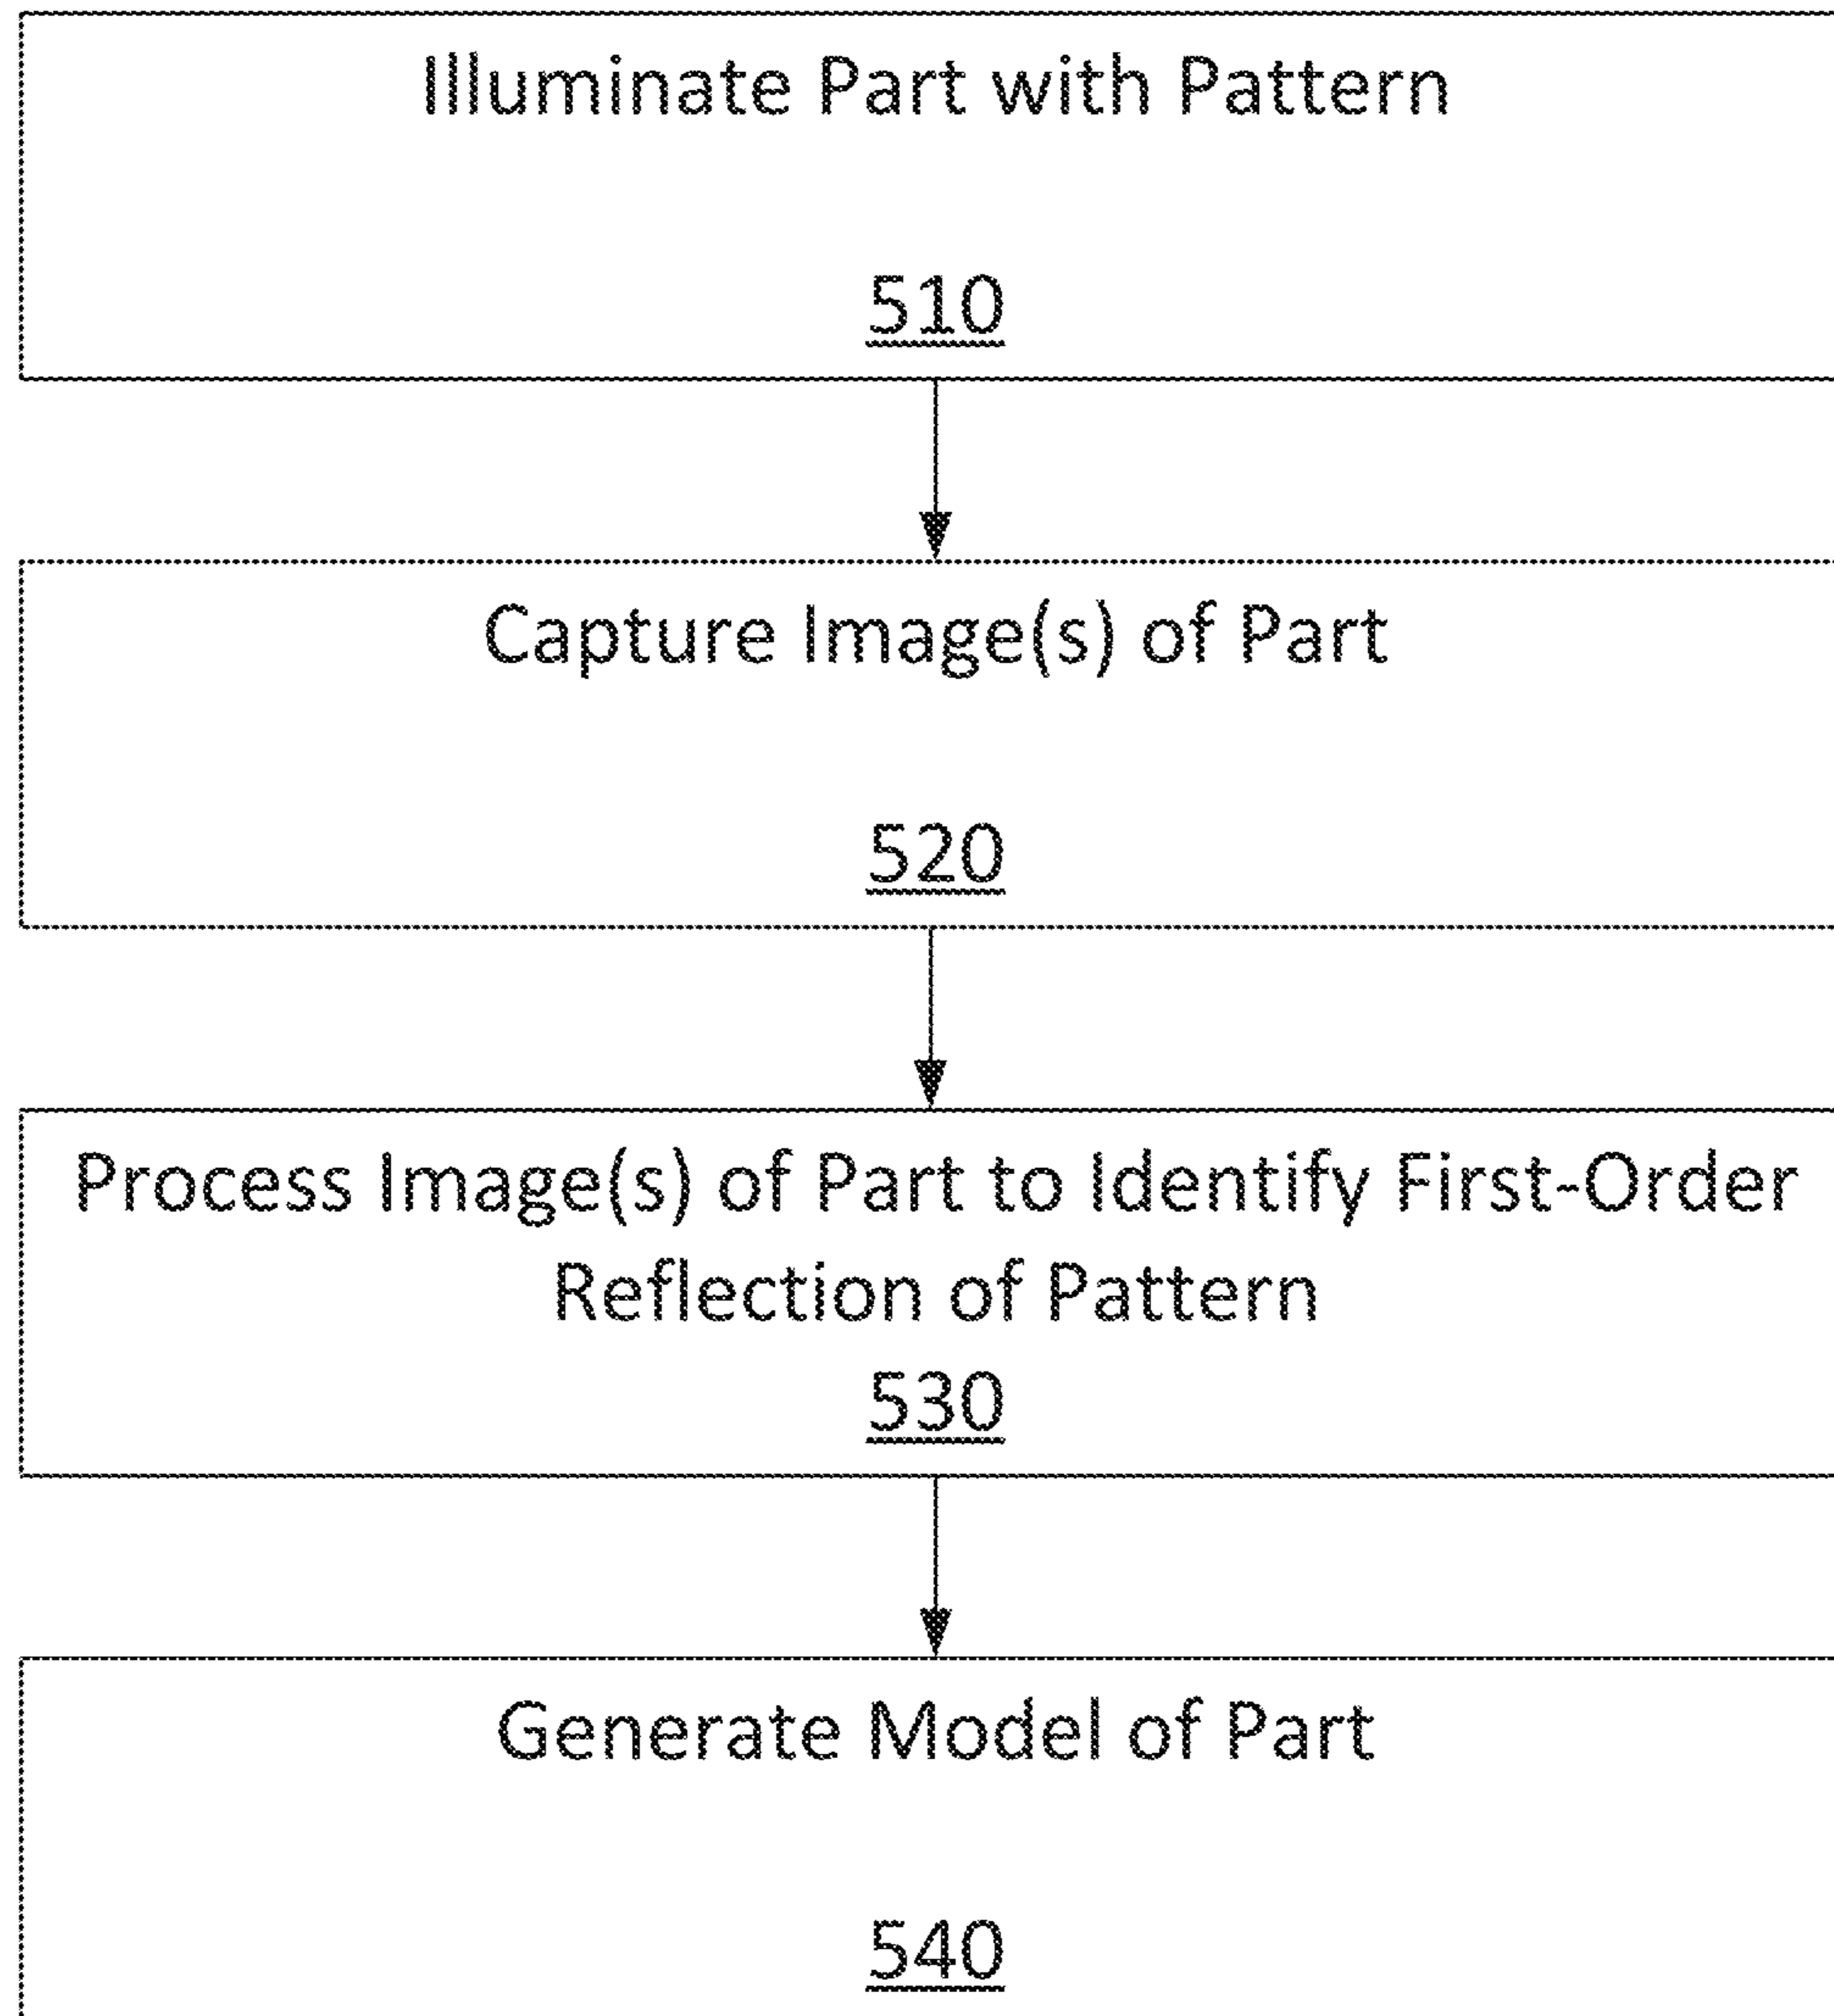 Illuminate Part with Pattern
510
Capture Image(s) of Part
520
Process Image(s) of Part to Identify First-Order
Reflection of Pattern
530
Generate Model of Part
540